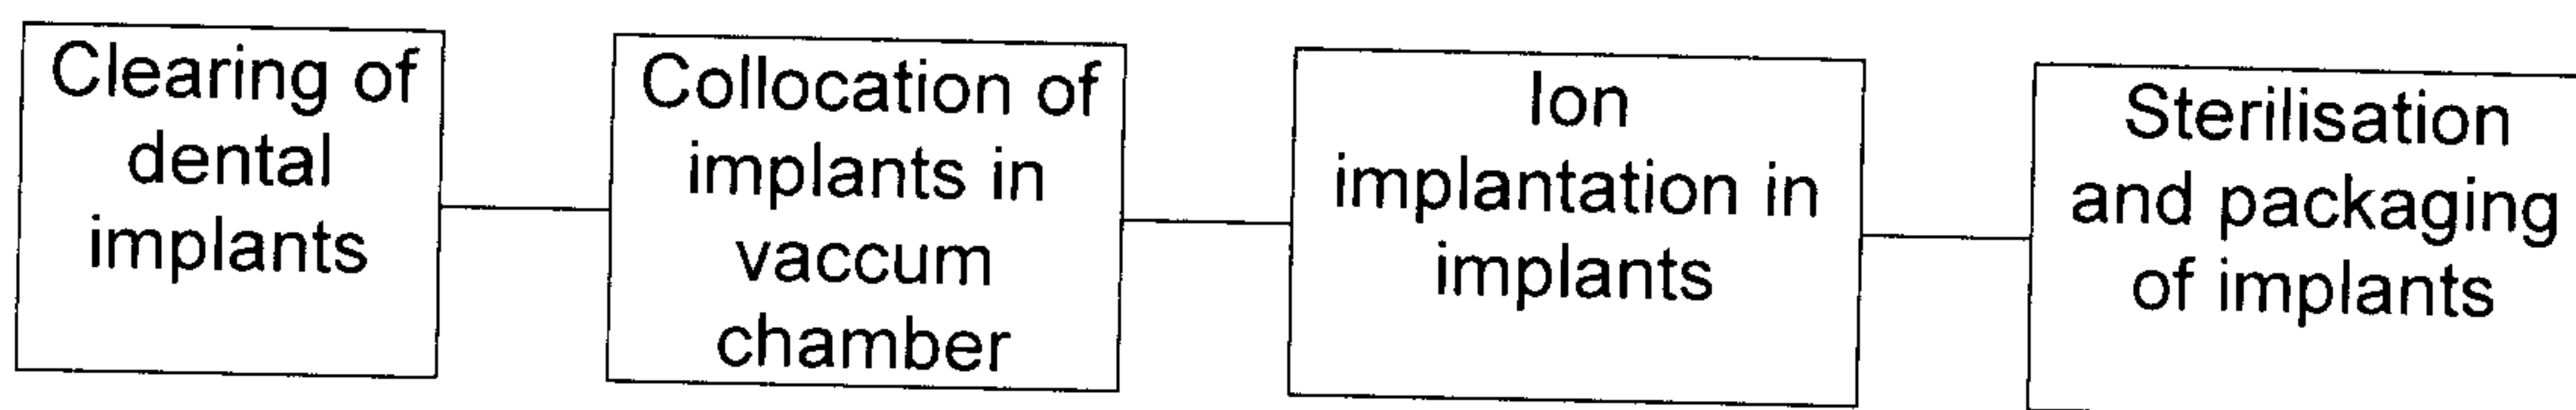 Clearing of
dental
implants
Collocation of
implants in
vaccum
chamber
Ion
implantation in
implants
Sterilisation
and packaging
of implants